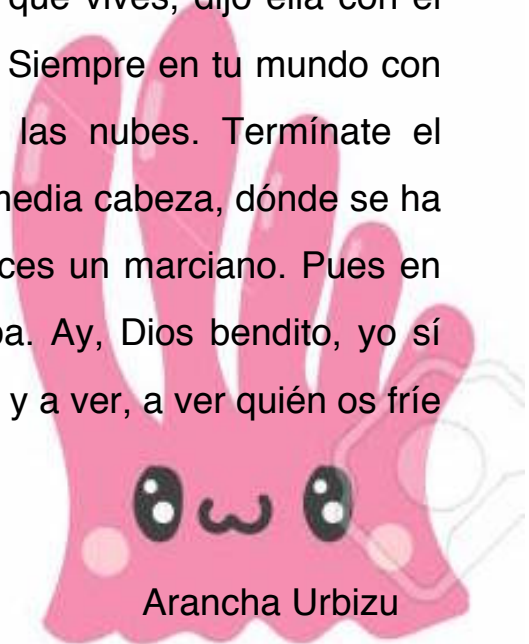 que vives, dijo ella con el
Siempre en tu mundo con
las nubes. Termínate el
media cabeza, dónde se ha
ces un marciano. Pues en
a. Ay, Dios bendito, yo sí
y a ver, a ver quién os fríe
Arancha Urbizu